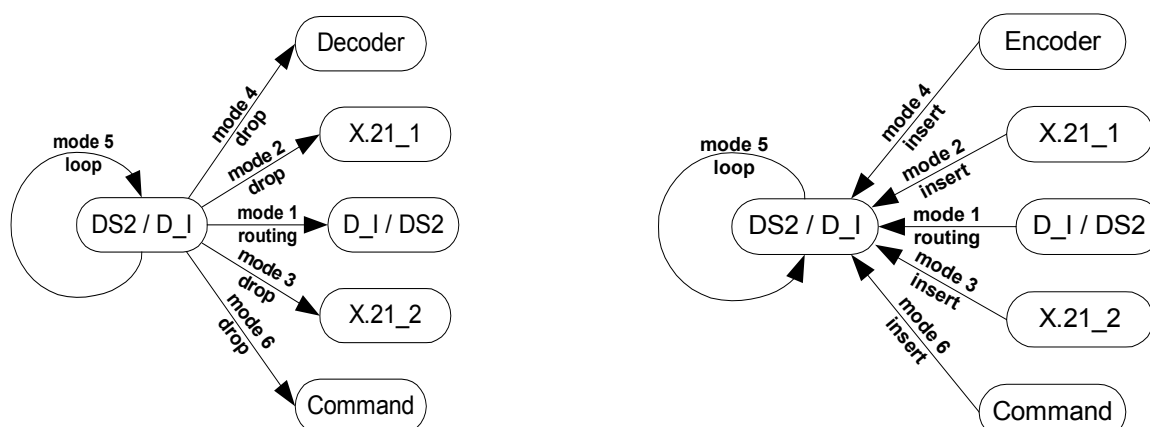 Decoder
mode 4
drop
X.21_1
mode 2
drop
mode 5
loop
DS2 / D_I
mode 1
routing
D_I / DS2
mode 3
drop
X.21_2
mode 6
drop
Command
Encoder
mode 4
insert
X.21_1
mode 2
insert
mode 5
loop
DS2 / D_I
mode 1
routing
D_I / DS2
mode 3
insert
X.21_2
mode 6
insert
Command